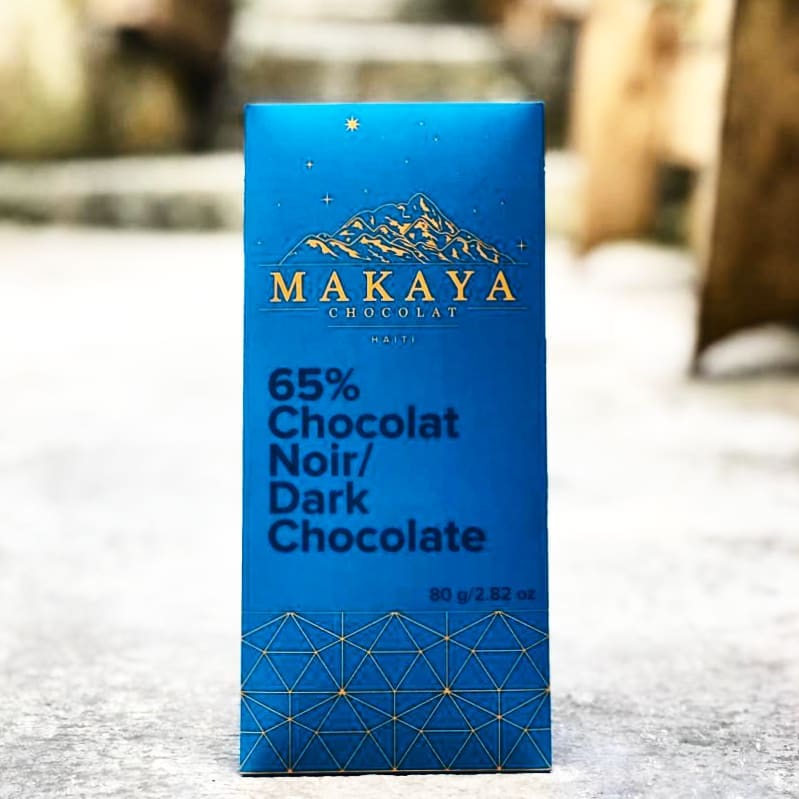 MAKAYA
CHOCOLAT
HAITI
65%
Chocolat
Noir/
Dark
Chocolate
80 g/2.82 oz